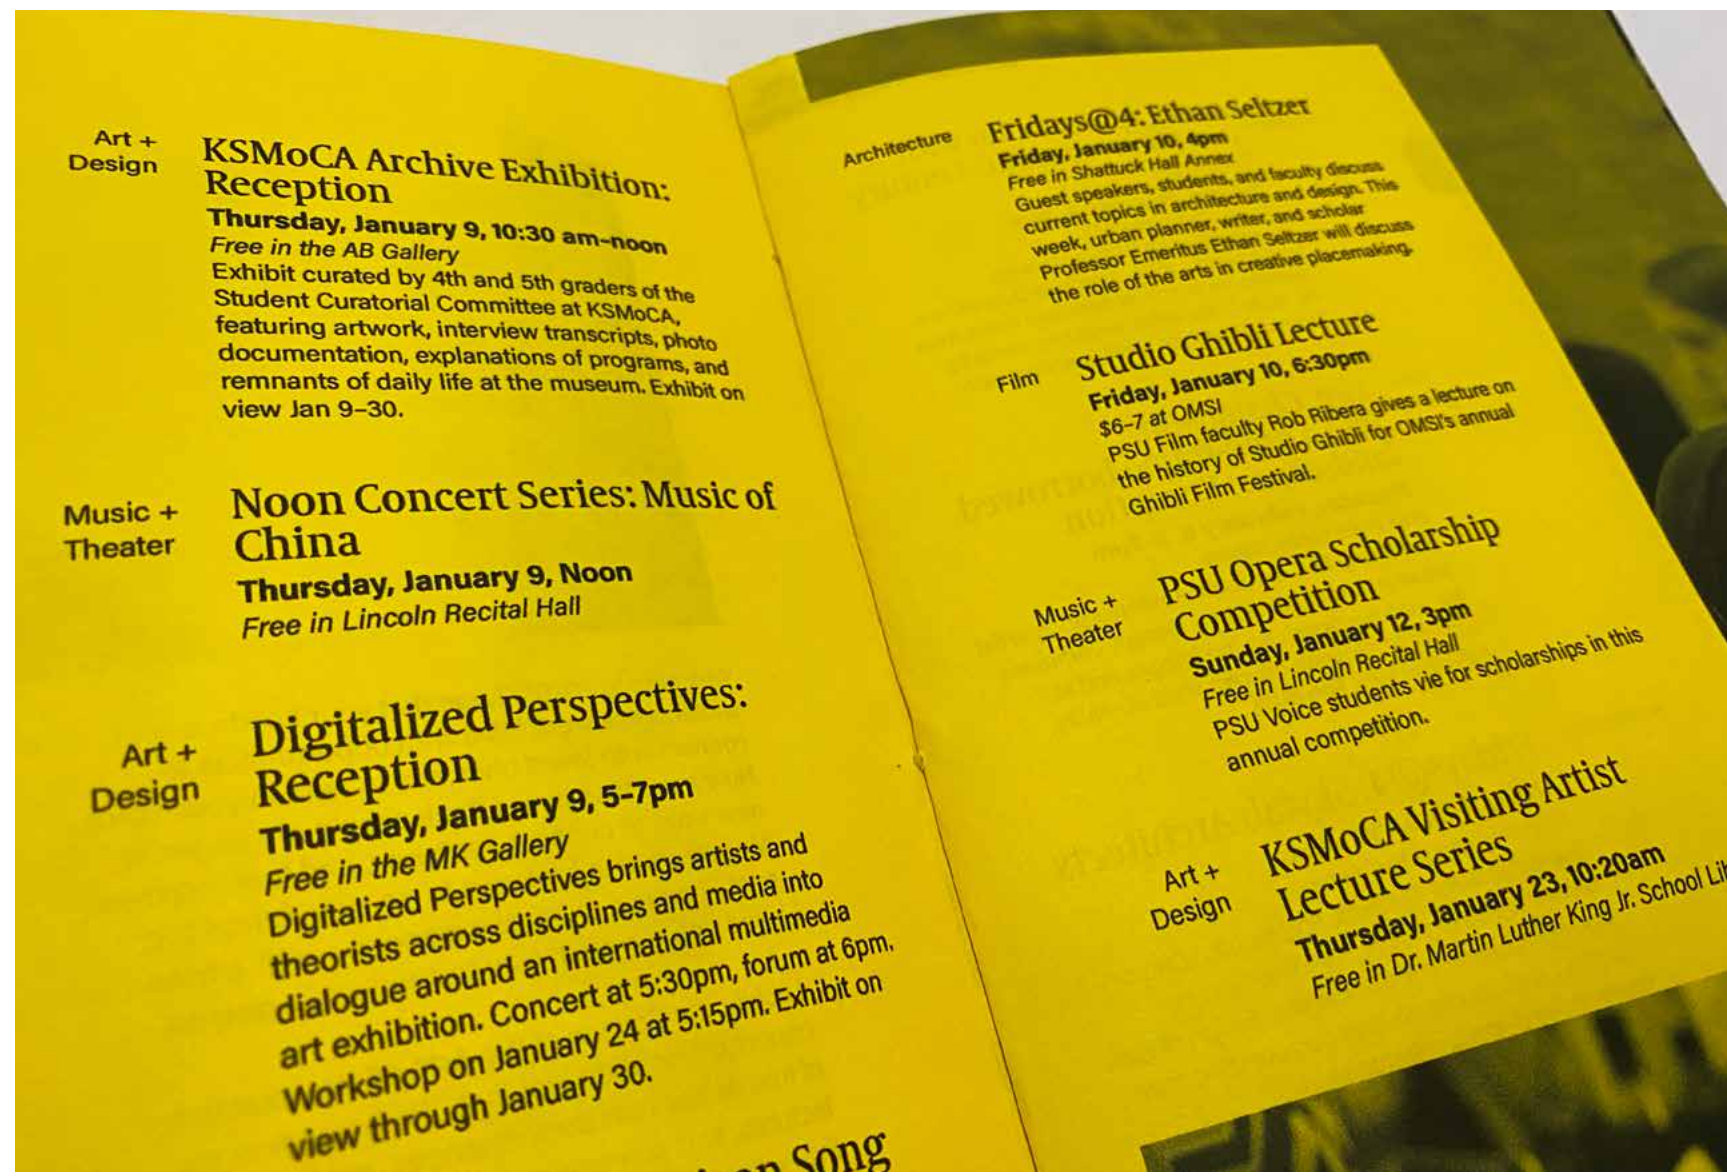 Art +
Design
KSMoCA Archive Exhibition:
Reception
Thursday, January 9, 10:30 am–noon
Free in the AB Gallery
Exhibit curated by 4th and 5th graders of the
Student Curatorial Committee at KSMoCA,
featuring artwork, interview transcripts, photo
documentation, explanations of programs, and
remnants of daily life at the museum. Exhibit on
view Jan 9–30.
Music +
Theater
Noon Concert Series: Music of
China
Thursday, January 9, Noon
Free in Lincoln Recital Hall
Art +
Design
Digitalized Perspectives:
Reception
Thursday, January 9, 5–7pm
Free in the MK Gallery
Digitalized Perspectives brings artists and
theorists across disciplines and media into
dialogue around an international multimedia
art exhibition. Concert at 5:30pm, forum at 6pm.
Workshop on January 24 at 5:15pm. Exhibit on
view through January 30.
Song
Architecture
Fridays@4: Ethan Seltzer
Friday, January 10, 4pm
Free in Shattuck Hall Annex
Guest speakers, students, and faculty discuss
current topics in architecture and design. This
week, urban planner, writer, and scholar
Professor Emeritus Ethan Seltzer will discuss
the role of the arts in creative placemaking.
Film
Studio Ghibli Lecture
Friday, January 10, 6:30pm
$6–7 at OMSI
PSU Film faculty Rob Ribera gives a lecture on
the history of Studio Ghibli for OMSI's annual
Ghibli Film Festival.
Music +
Theater
PSU Opera Scholarship
Competition
Sunday, January 12, 3pm
Free in Lincoln Recital Hall
PSU Voice students vie for scholarships in this
annual competition.
Art +
Design
KSMoCA Visiting Artist
Lecture Series
Thursday, January 23, 10:20am
Free in Dr. Martin Luther King Jr. School